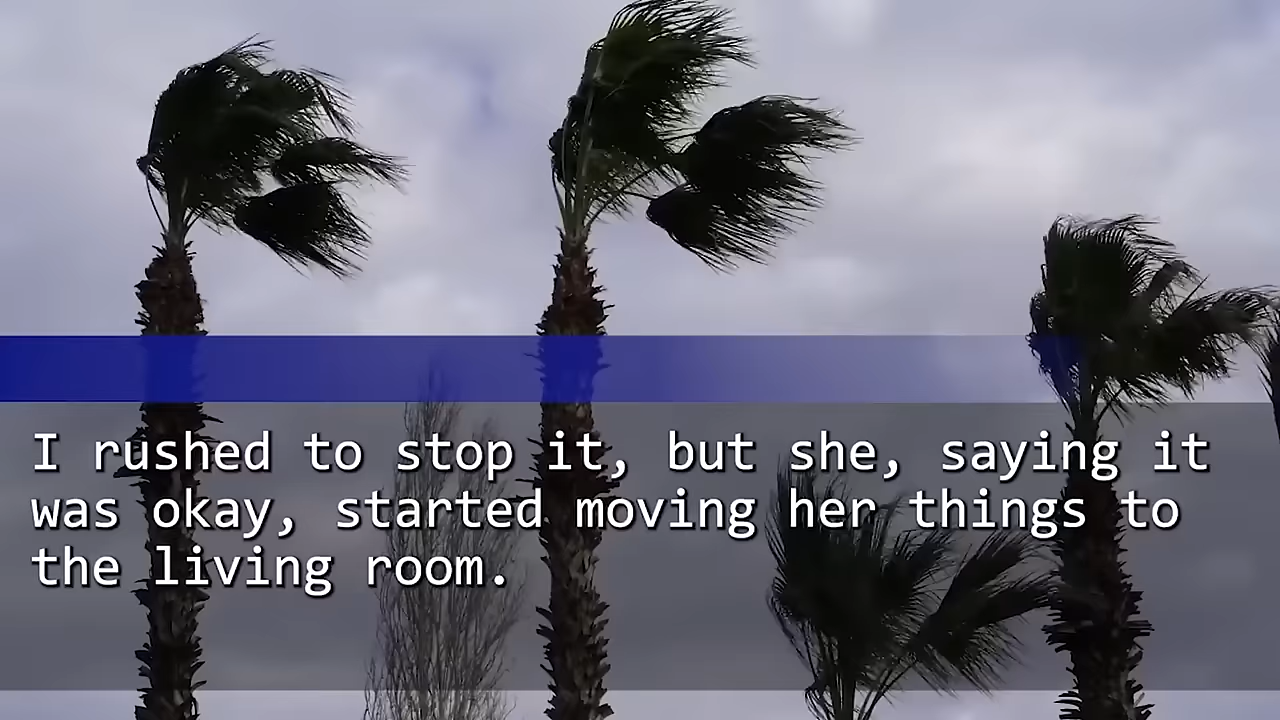 I rushed to stop it, but she, saying it
was okay, started moving her things to
the living room.